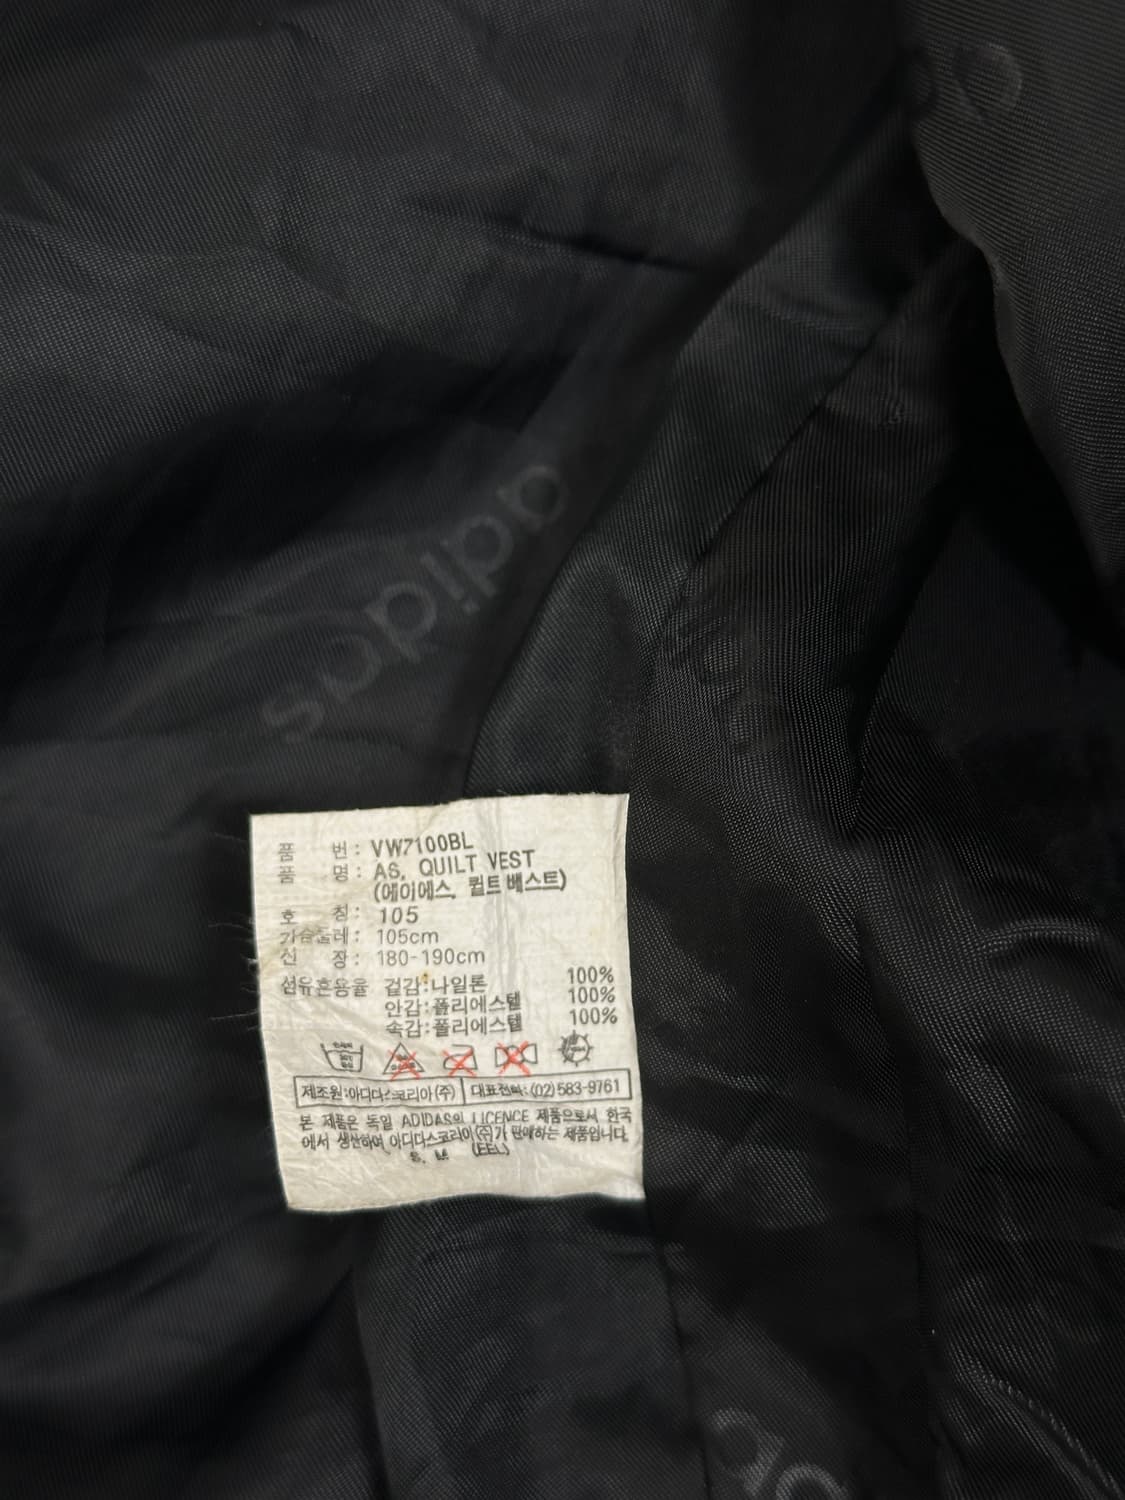 adidas
품 번: VW7100BL
품 명: AS, QUILT VEST
(에이에스, 퀼트 베스트)
호 칭: 105
가슴둘레: 105cm
신 장: 180-190cm
섬유혼용율 겉감:나일론 100%
안감:폴리에스텔 100%
속감:폴리에스텔 100%
제조원:아디다스코리아(주) 대표전화:(02)583-9761
본 제품은 독일 ADIDAS의 LICENCE 제품으로서 한국
에서 생산하여 아디다스코리아(주)가 판매하는 제품입니다.
S. M (EEL)